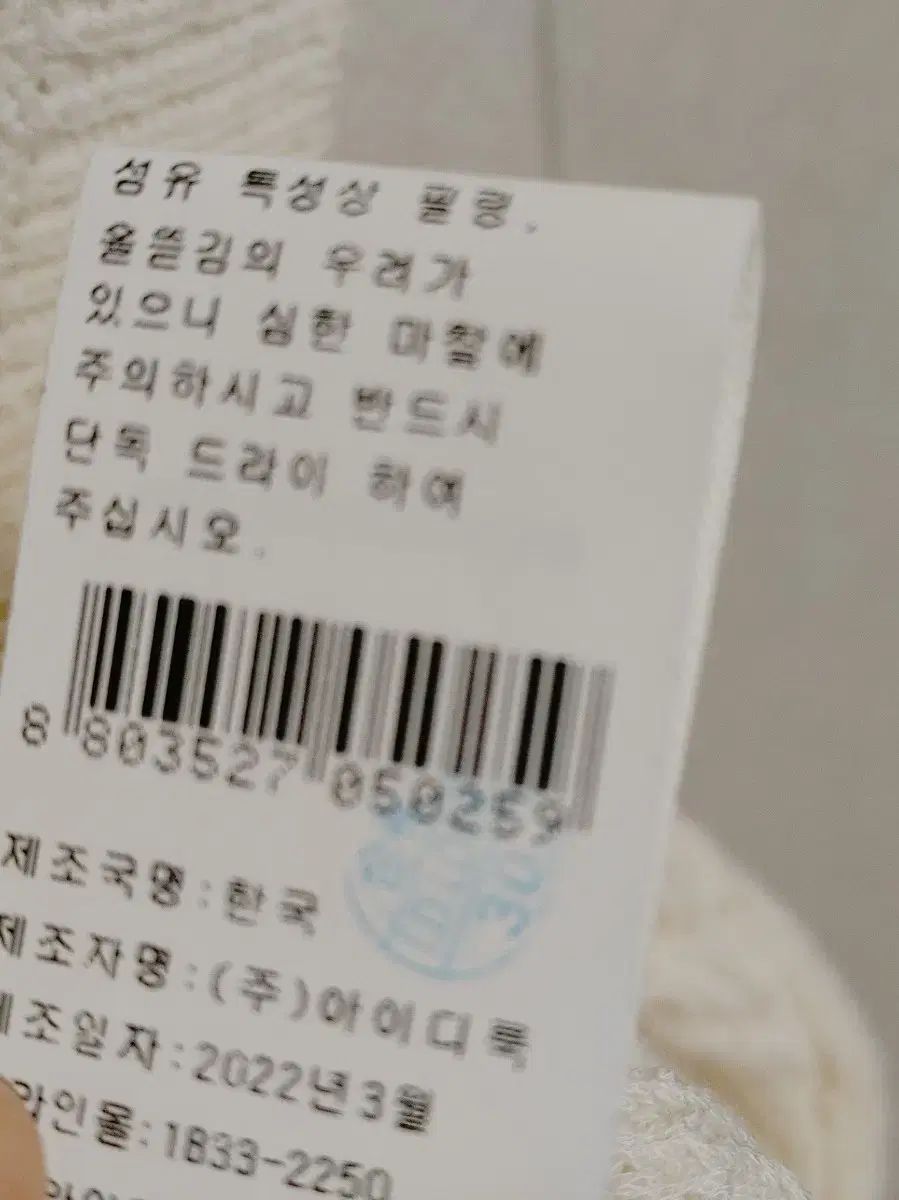 섬유 특성상 필링,
올뜯김의 우려가
있으니 심한 마찰에
주의하시고 반드시
단독 드라이 하여
주십시오.
8 803527 050259
제조국명:한국
제조자명:(주)아이디룩
제조일자:2022년3월
라인몰:1833-2250